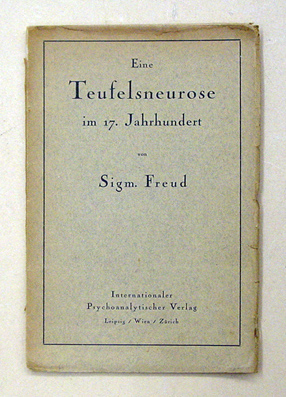 Eine
Teufelsneurose
im 17. Jahrhundert
von
Sigm. Freud
Internationaler
Psychoanalytischer Verlag
Leipzig / Wien / Zürich